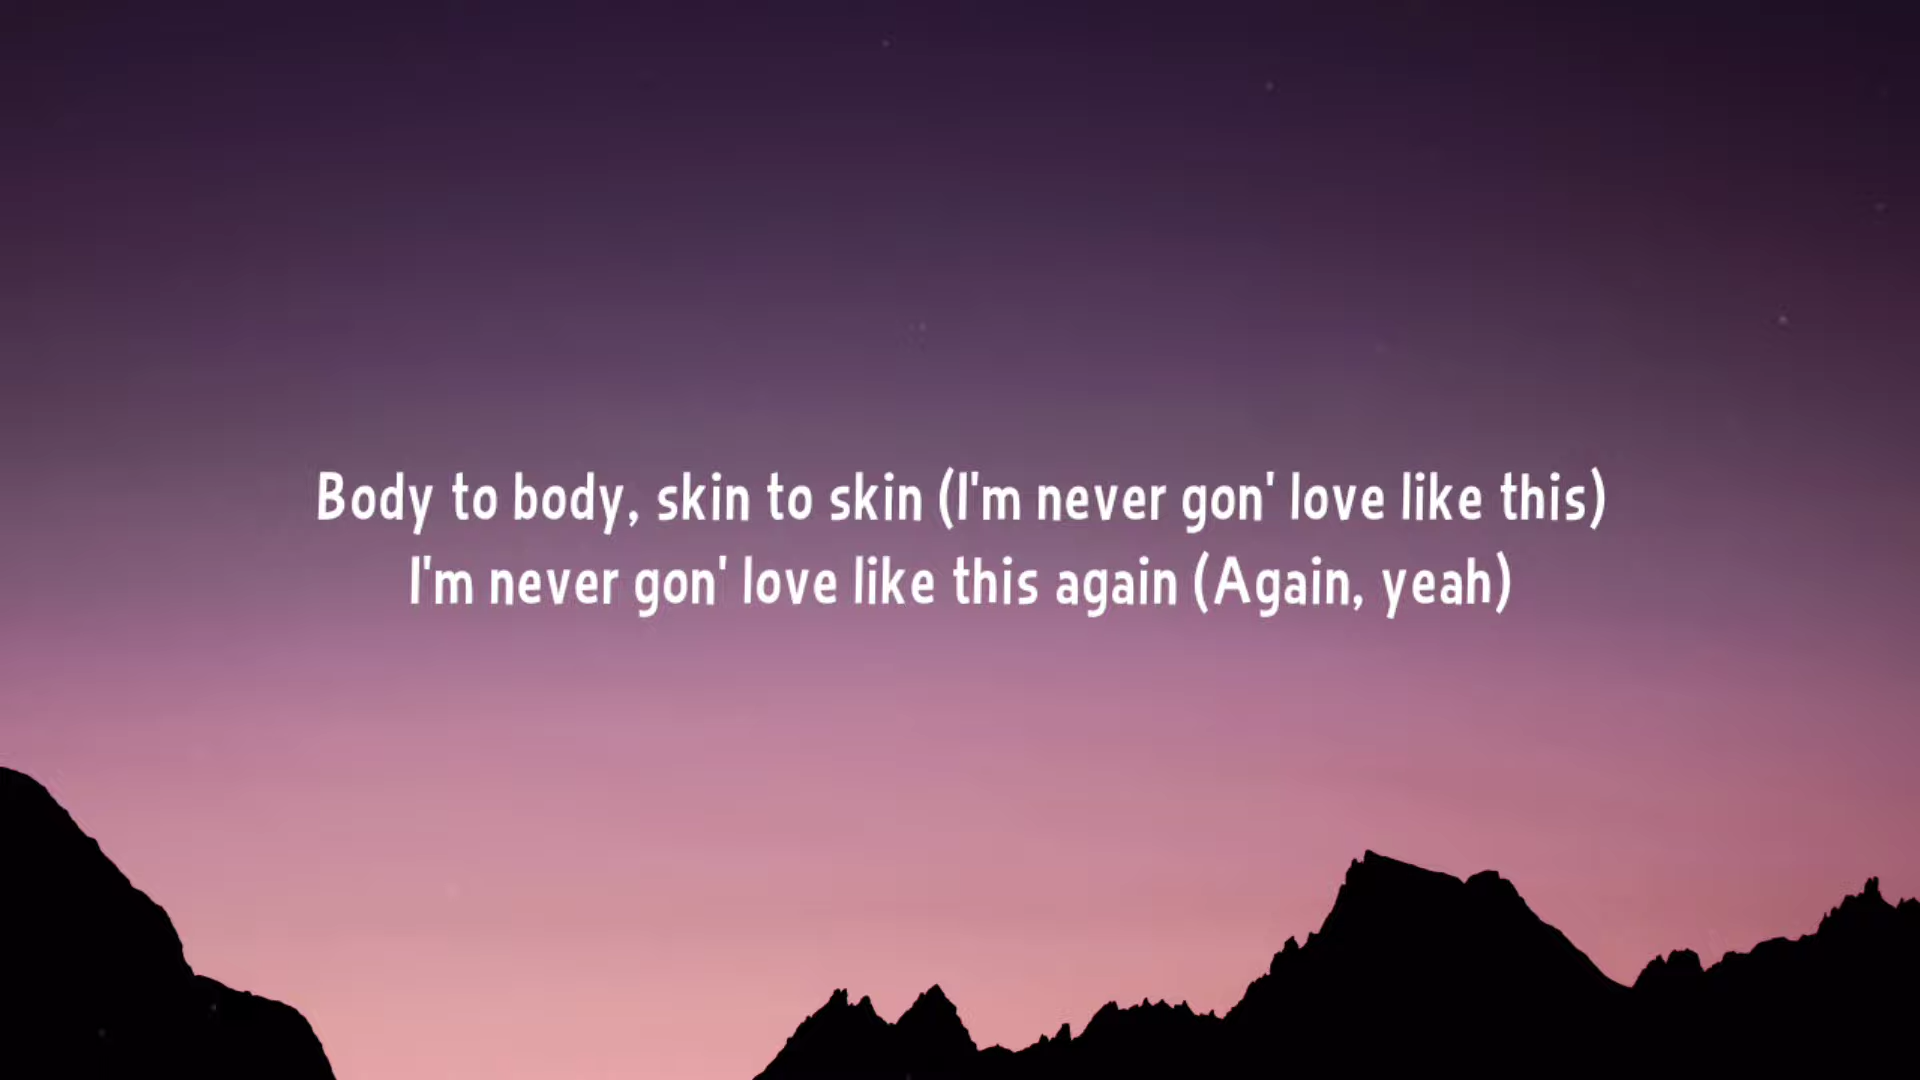 Body to body, skin to skin (I'm never gon' love like this)
I'm never gon' love like this again (Again, yeah)